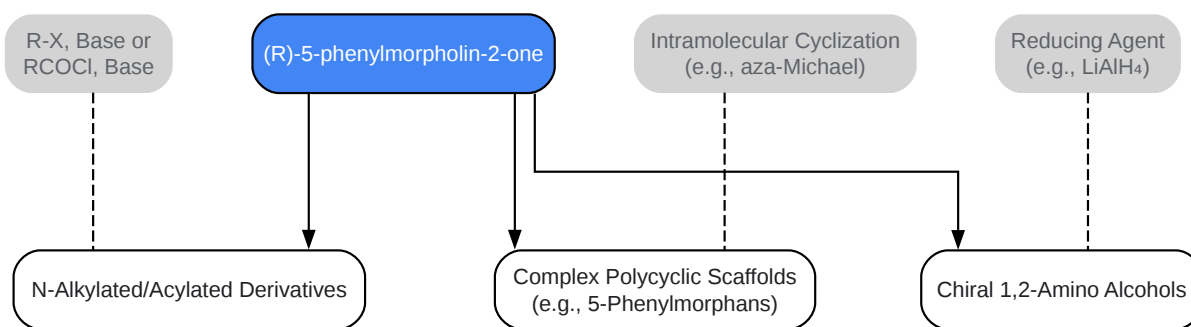 R-X, Base or
RCOCl, Base
(R)-5-phenylmorpholin-2-one
Intramolecular Cyclization
(e.g., aza-Michael)
Reducing Agent
(e.g., LiAlH₄)
N-Alkylated/Acylated Derivatives
Complex Polycyclic Scaffolds
(e.g., 5-Phenylmorphans)
Chiral 1,2-Amino Alcohols